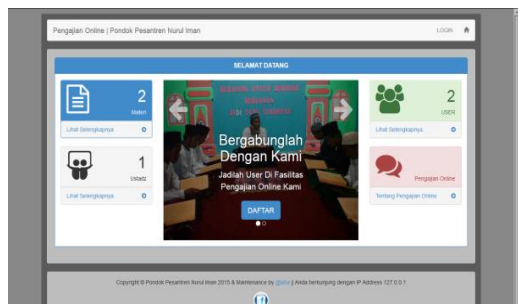 Pengajian Online | Pondok Pesantren Nurul Iman
LOGIN
SELAMAT DATANG
2
Materi
Lihat Selengkapnya
1
Ustadz
Lihat Selengkapnya
Bergabunglah
Dengan Kami
Jadilah User Di Fasilitas
Pengajian Online Kami
DAFTAR
2
USER
Lihat Selengkapnya
Pengajian Online
Tentang Pengajian Online
Copyright © Pondok Pesantren Nurul Iman 2015 & Maintenance by || Anda berkunjung dengan IP Address 127.0.0.1